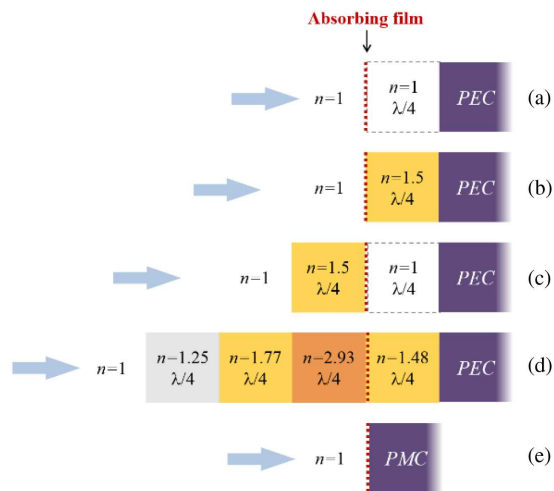 Absorbing film
n=1
n=1
λ/4
PEC
(a)
n=1
n=1.5
λ/4
PEC
(b)
n=1
n=1.5
λ/4
n=1
λ/4
PEC
(c)
n=1
n=1.25
λ/4
n=1.77
λ/4
n=2.93
λ/4
n=1.48
λ/4
PEC
(d)
n=1
PMC
(e)